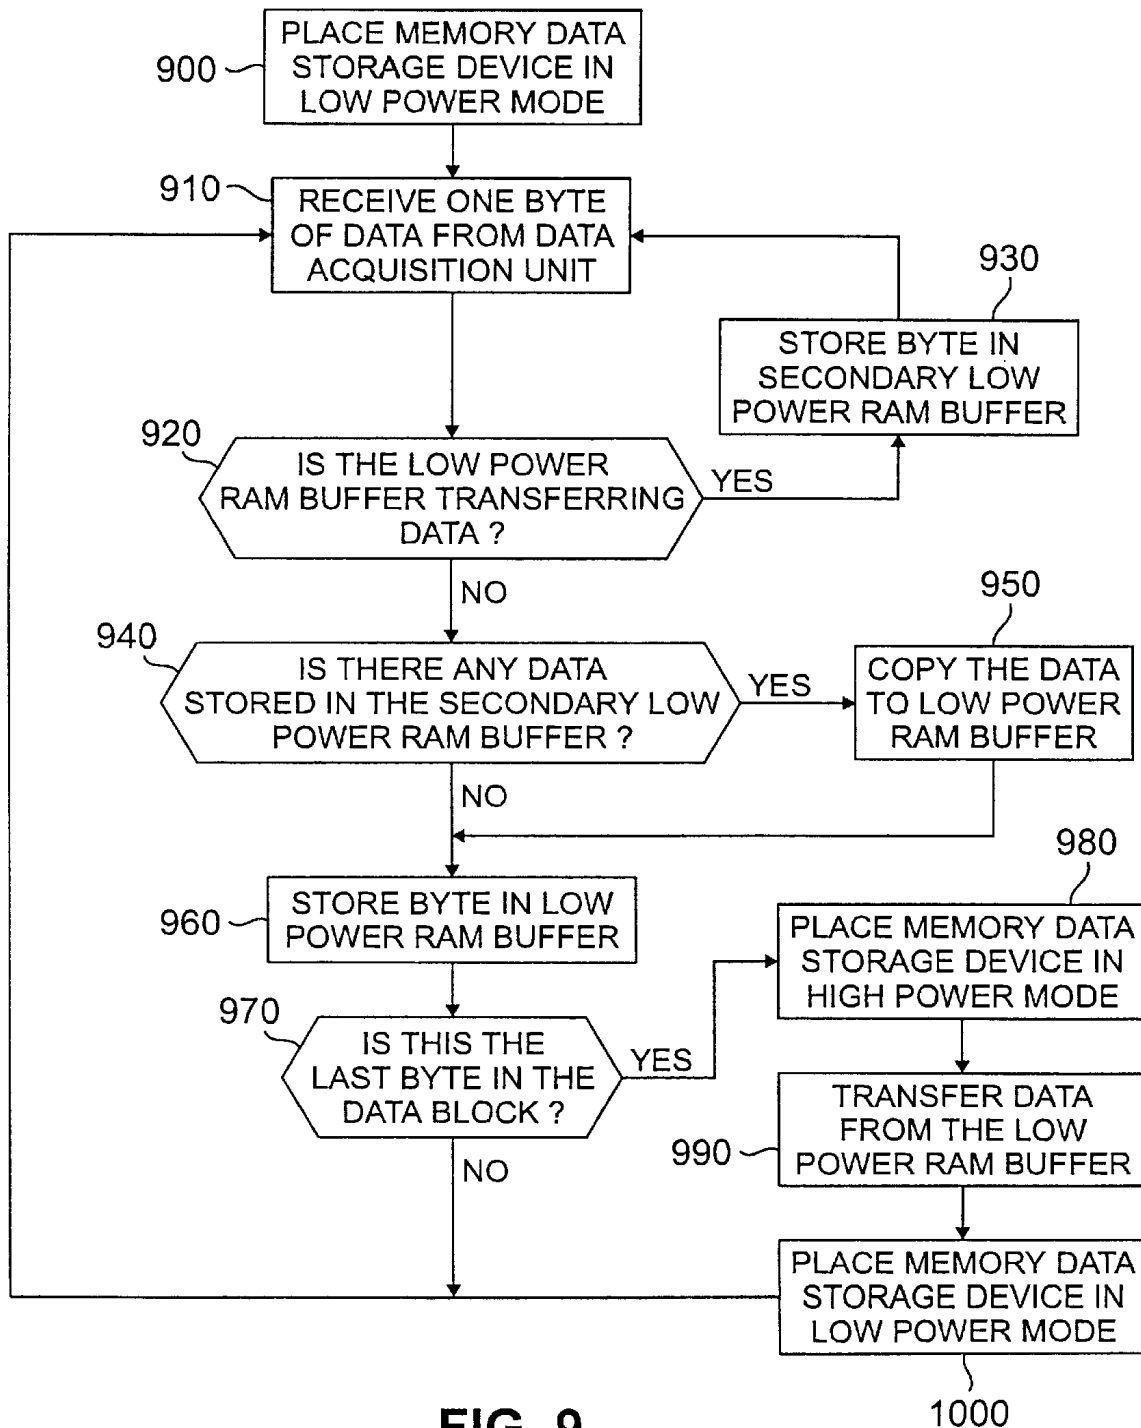 PLACE MEMORY DATA
STORAGE DEVICE IN
LOW POWER MODE
900
910
RECEIVE ONE BYTE
OF DATA FROM DATA
ACQUISITION UNIT
930
STORE BYTE IN
SECONDARY LOW
POWER RAM BUFFER
920
IS THE LOW POWER
RAM BUFFER TRANSFERRING
DATA ?
YES
NO
940
IS THERE ANY DATA
STORED IN THE SECONDARY LOW
POWER RAM BUFFER ?
YES
950
COPY THE DATA
TO LOW POWER
RAM BUFFER
NO
960
STORE BYTE IN LOW
POWER RAM BUFFER
970
IS THIS THE
LAST BYTE IN THE
DATA BLOCK ?
YES
NO
980
PLACE MEMORY DATA
STORAGE DEVICE IN
HIGH POWER MODE
990
TRANSFER DATA
FROM THE LOW
POWER RAM BUFFER
PLACE MEMORY DATA
STORAGE DEVICE IN
LOW POWER MODE
1000
FIG. 9